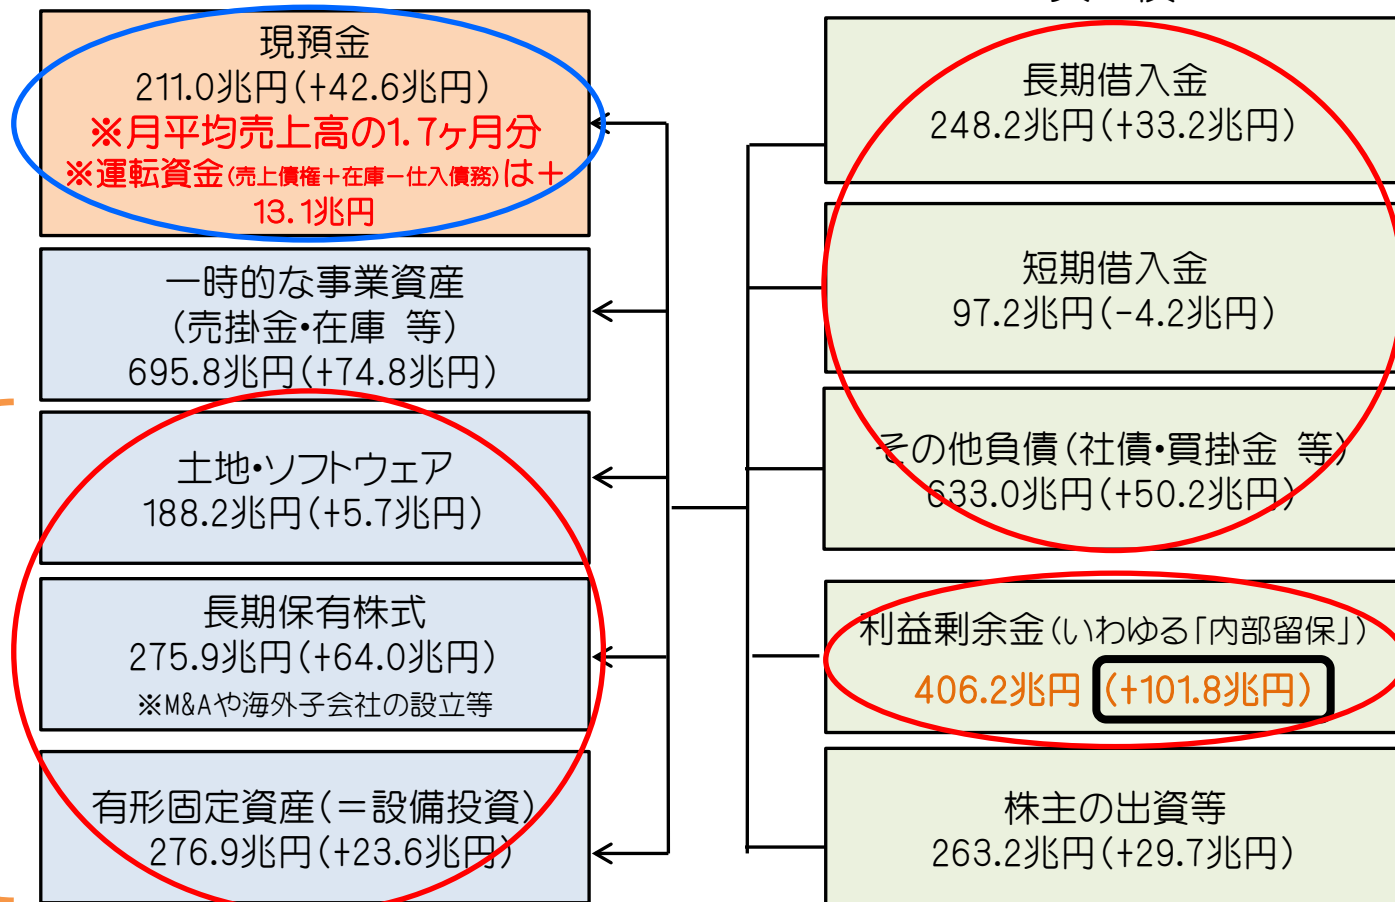 現預金
211.0兆円(+42.6兆円)
※月平均売上高の1.7ヶ月分
※運転資金(売上債権+在庫-仕入債務)は+
13.1兆円
一時的な事業資産
(売掛金・在庫 等)
695.8兆円(+74.8兆円)
土地・ソフトウェア
188.2兆円(+5.7兆円)
長期保有株式
275.9兆円(+64.0兆円)
※M&Aや海外子会社の設立等
有形固定資産(=設備投資)
276.9兆円(+23.6兆円)
長期借入金
248.2兆円(+33.2兆円)
短期借入金
97.2兆円(-4.2兆円)
その他負債(社債・買掛金 等)
633.0兆円(+50.2兆円)
利益剰余金(いわゆる「内部留保」)
406.2兆円(+101.8兆円)
株主の出資等
263.2兆円(+29.7兆円)